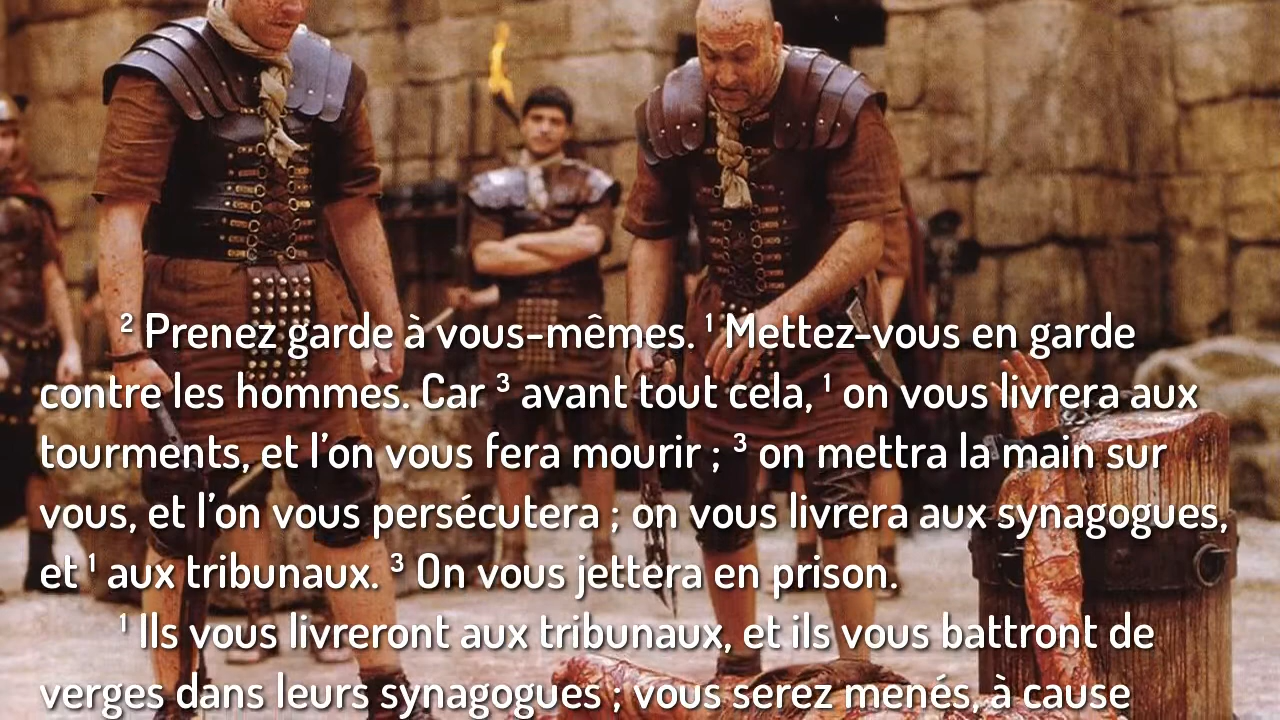 ² Prenez garde à vous-mêmes. ¹ Mettez-vous en garde
contre les hommes. Car ³ avant tout cela, ¹ on vous livrera aux
tourments, et l’on vous fera mourir ; ³ on mettra la main sur
vous, et l’on vous persécutera ; on vous livrera aux synagogues,
et ¹ aux tribunaux. ³ On vous jettera en prison.
¹ Ils vous livreront aux tribunaux, et ils vous battront de
verges dans leurs synagogues ; vous serez menés, à cause